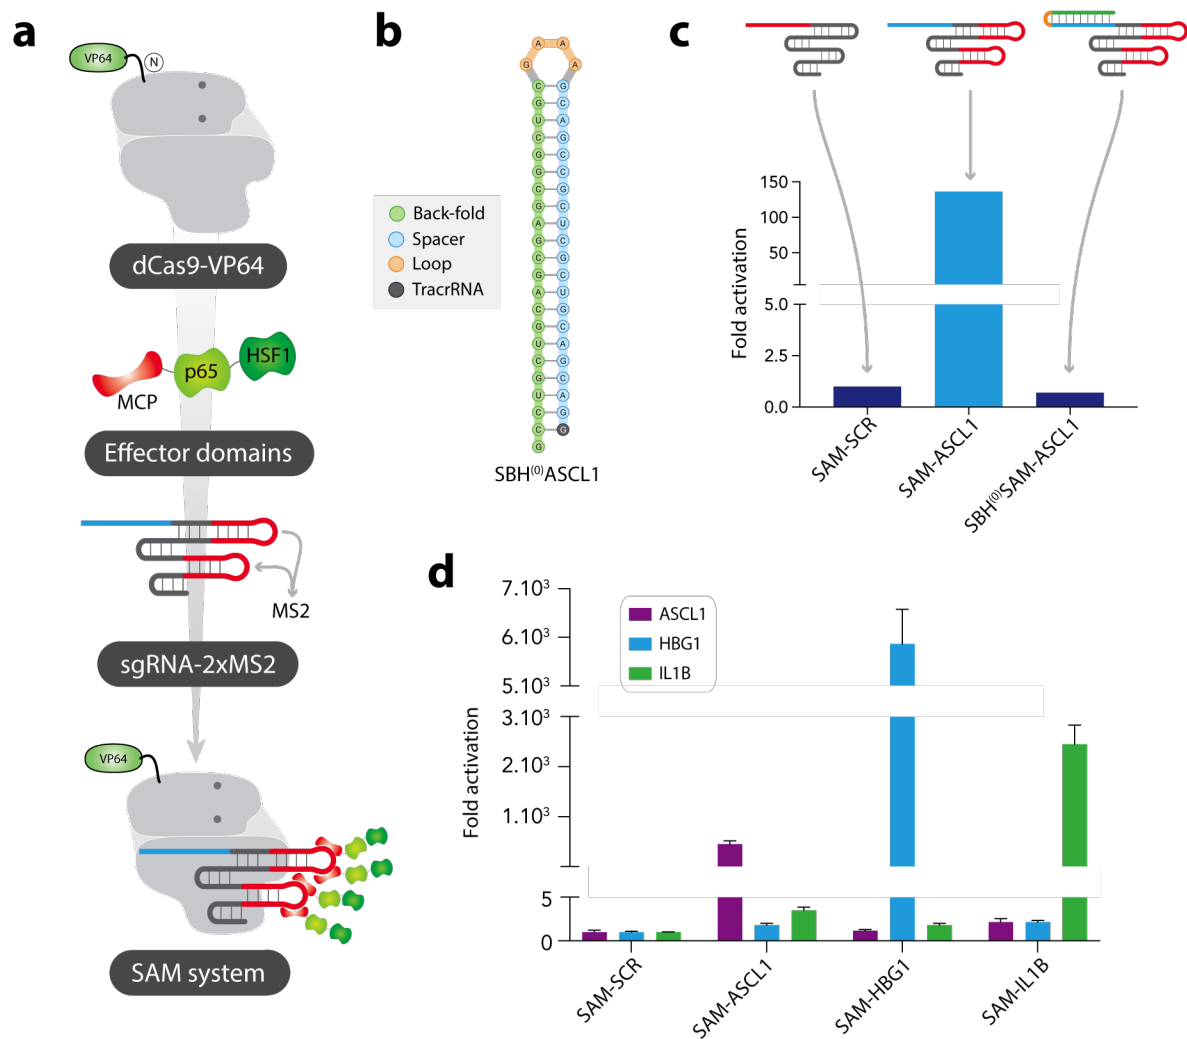 a
VP64
N
dCas9-VP64
MCP
p65
HSF1
Effector domains
MS2
sgRNA-2xMS2
VP64
SAM system
b
A A
G A
C G
G C
U A
C G
G C
G C
C G
G C
A U
G C
C G
G C
A U
C G
G C
U A
C G
G C
U A
C G
C G
G
Back-fold
Spacer
Loop
TracrRNA
SBH(0)ASCL1
c
Fold activation
150
100
50
5.0
2.5
0.0
SAM-SCR
SAM-ASCL1
SBH(0)SAM-ASCL1
d
Fold activation
7.10³
6.10³
5.10³
3.10³
2.10³
1.10³
5
0
ASCL1
HBG1
IL1B
SAM-SCR
SAM-ASCL1
SAM-HBG1
SAM-IL1B